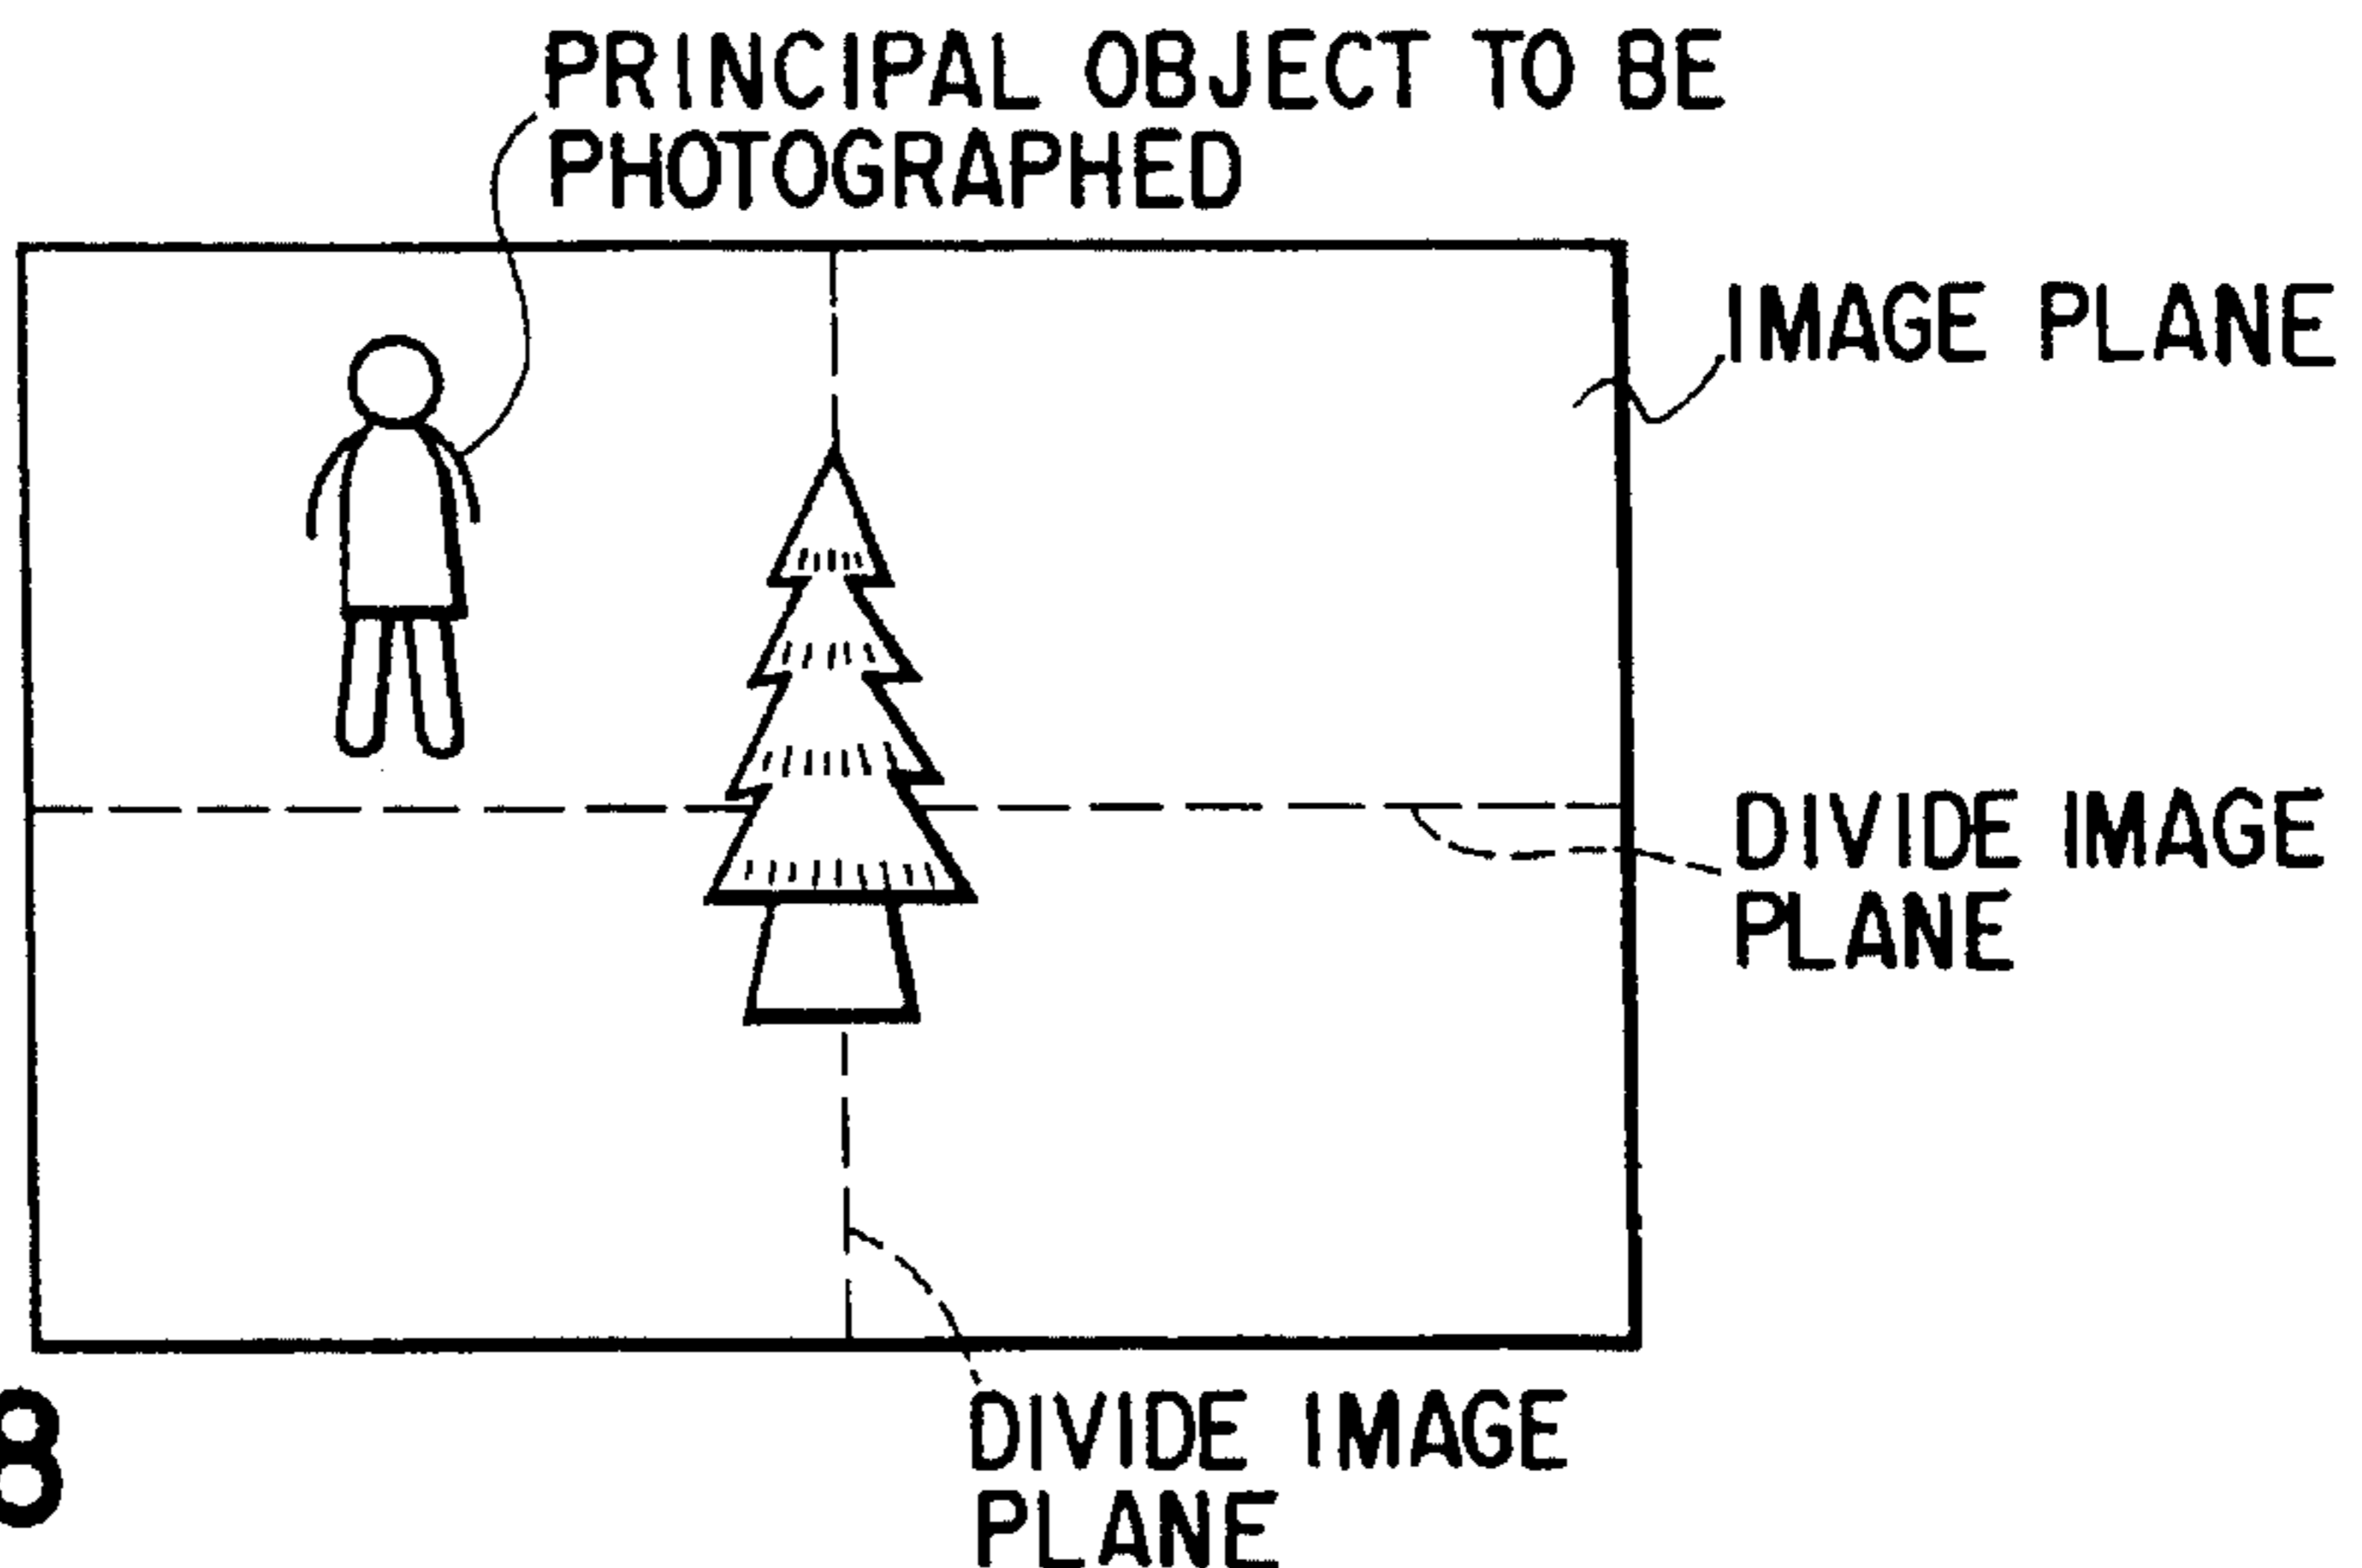 PRINCIPAL OBJECT TO BE
PHOTOGRAPHED
IMAGE PLANE
DIVIDE IMAGE
PLANE
DIVIDE IMAGE
PLANE
8